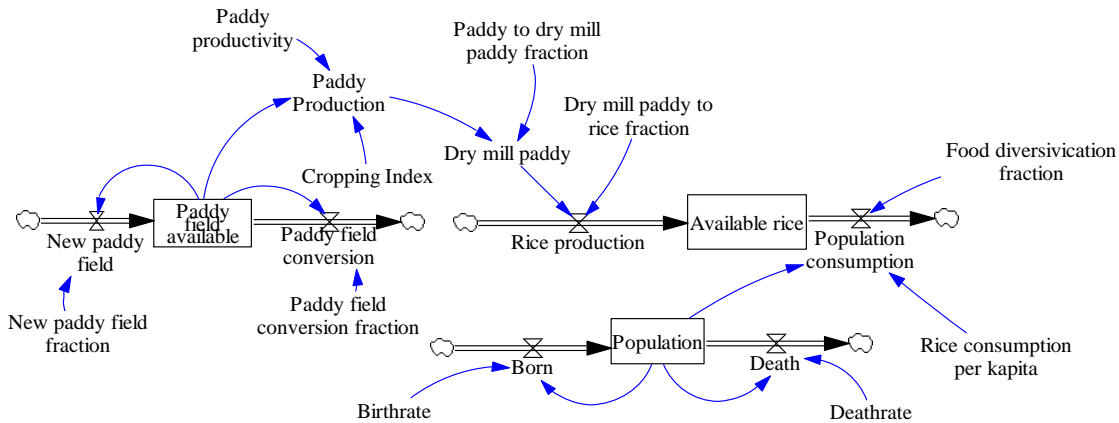 Paddy
productivity
Paddy to dry mill
paddy fraction
Paddy
Production
Dry mill paddy to
rice fraction
Dry mill paddy
Cropping Index
Food diversivication
fraction
Paddy field
available
New paddy
field
Paddy field
conversion
Rice production
Available rice
Population
consumption
New paddy field
fraction
Paddy field
conversion fraction
Population
Born
Death
Rice consumption
per kapita
Birthrate
Deathrate